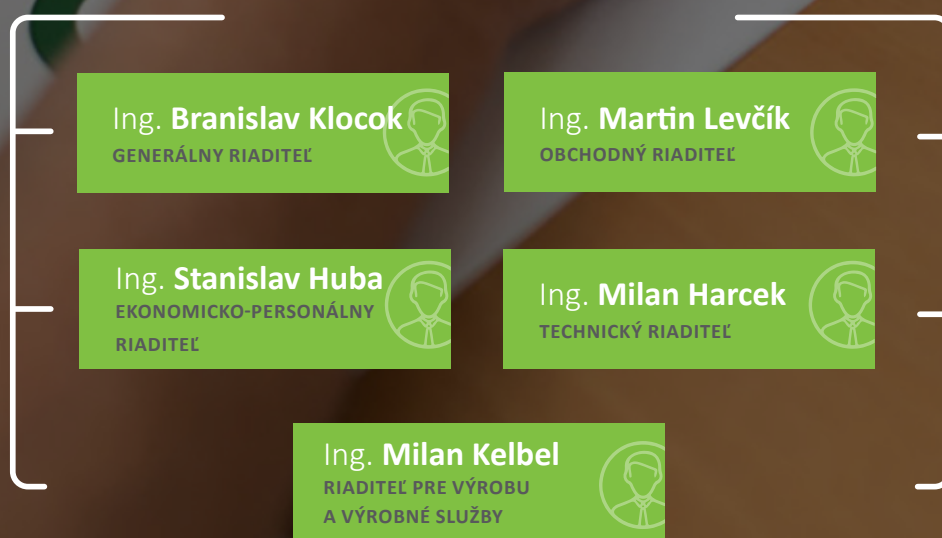 Ing. Branislav Klocok
GENERÁLNY RIADITEĽ
Ing. Martin Levčík
OBCHODNÝ RIADITEĽ
Ing. Stanislav Huba
EKONOMICKO-PERSONÁLNY
RIADITEĽ
Ing. Milan Harcek
TECHNICKÝ RIADITEĽ
Ing. Milan Kelbel
RIADITEĽ PRE VÝROBU
A VÝROBNÉ SLUŽBY